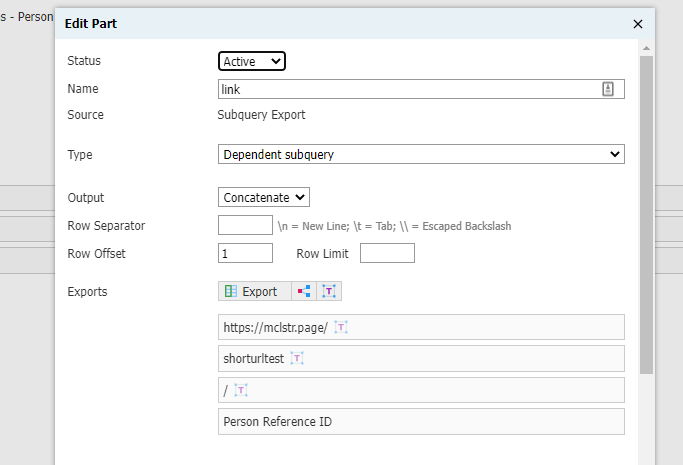 s - Person
Edit Part
Status Active
Name link
Source Subquery Export
Type Dependent subquery
Output Concatenate
Row Separator \n = New Line; \t = Tab; \\ = Escaped Backslash
Row Offset 1 Row Limit
Exports Export T
https://mclstr.page/ T
shorturltest T
/ T
Person Reference ID